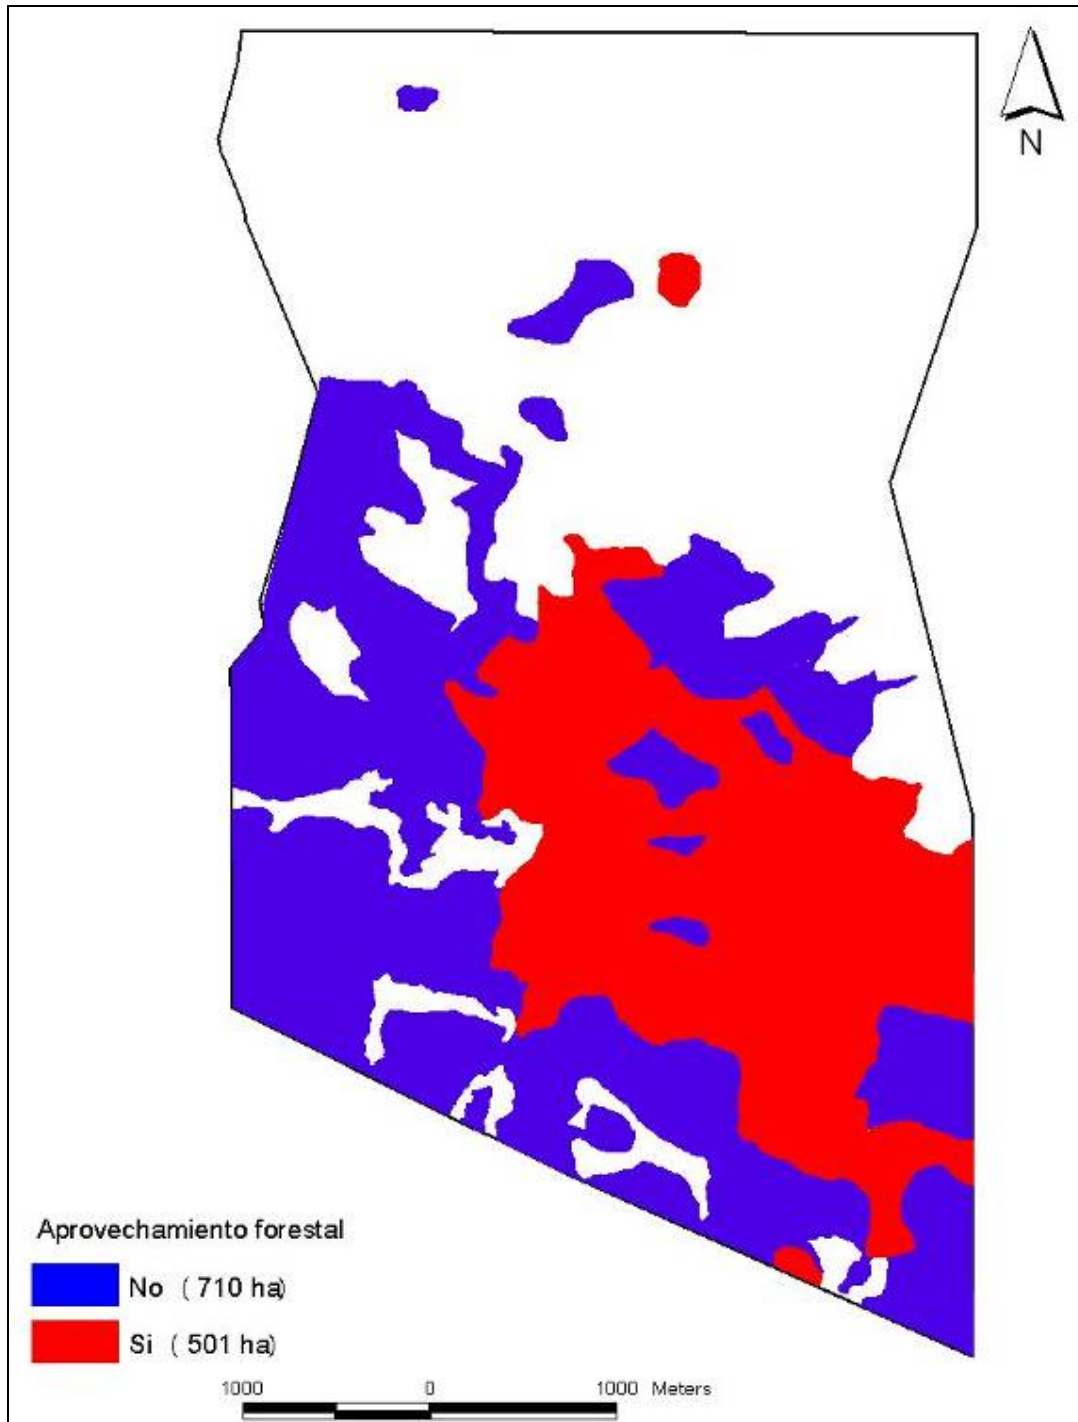 N
Aprovechamiento forestal
No ( 710 ha)
Si ( 501 ha)
1000 0 1000 Meters